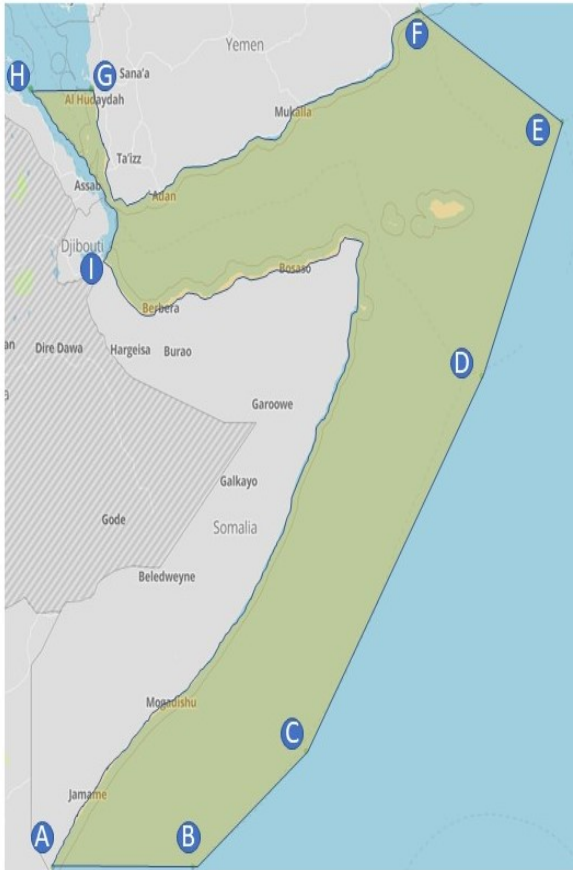 F
Yemen
H
G
Sana'a
Al Hudaydah
Mukalla
E
Ta'izz
Assab
Adan
Djibouti
I
Bosaso
Berbera
an
Dire Dawa
Hargeisa
Burao
D
Garoowe
Galkayo
Gode
Somalia
Beledweyne
Mogadishu
C
Jamame
A
B